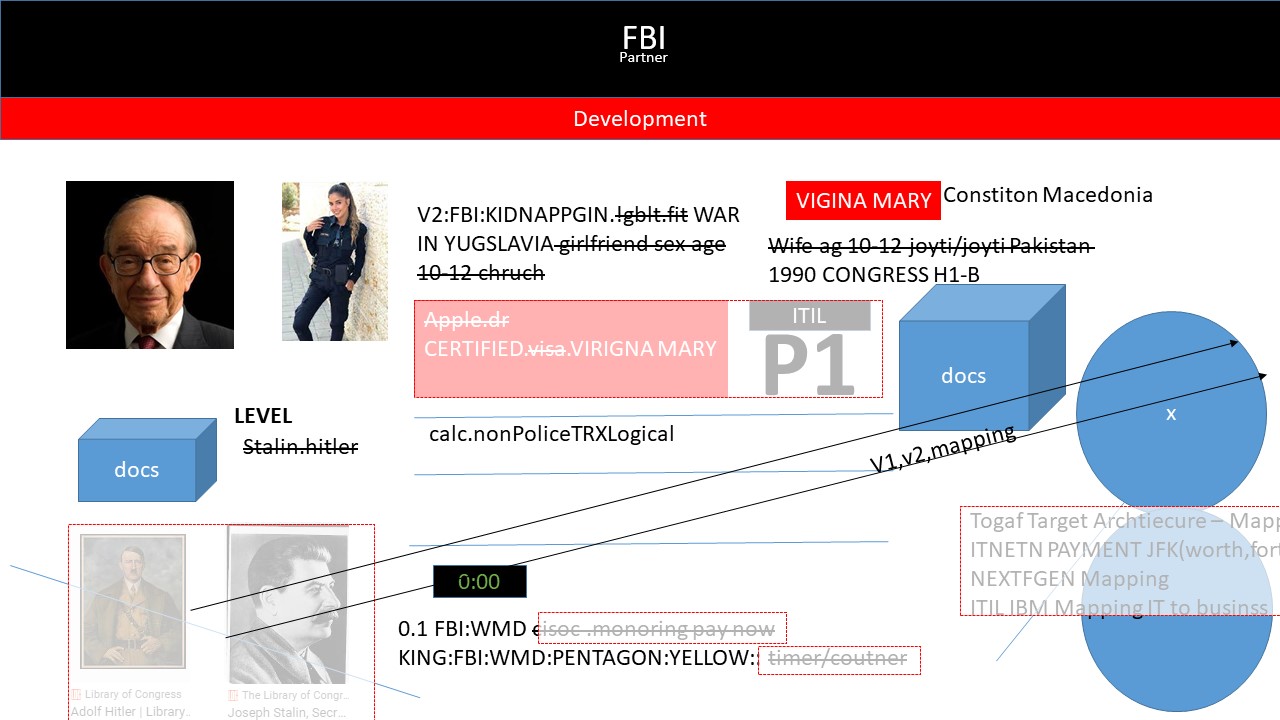 FBI
Partner
Development
V2:FBI:KIDNAPPGIN.lgblt.fit WAR
IN YUGSLAVIA girlfriend sex age
10-12 chruch
VIGINA MARY
Constiton Macedonia
Wife ag 10-12 joyti/joyti Pakistan
1990 CONGRESS H1-B
Apple.dr
CERTIFIED.visa.VIRIGNA MARY
ITIL
P1
docs
x
LEVEL
Stalin.hitler
docs
calc.nonPoliceTRXLogical
V1,v2,mapping
Togaf Target Archtiecure – Mapp
ITNETN PAYMENT JFK(worth,fort
NEXTFGEN Mapping
ITIL IBM Mapping IT to businss
0:00
0.1 FBI:WMD cisoc .monoring pay now
KING:FBI:WMD:PENTAGON:YELLOW:: timer/coutner
Library of Congress
Adolf Hitler | Library..
The Library of Congr..
Joseph Stalin, Secr...